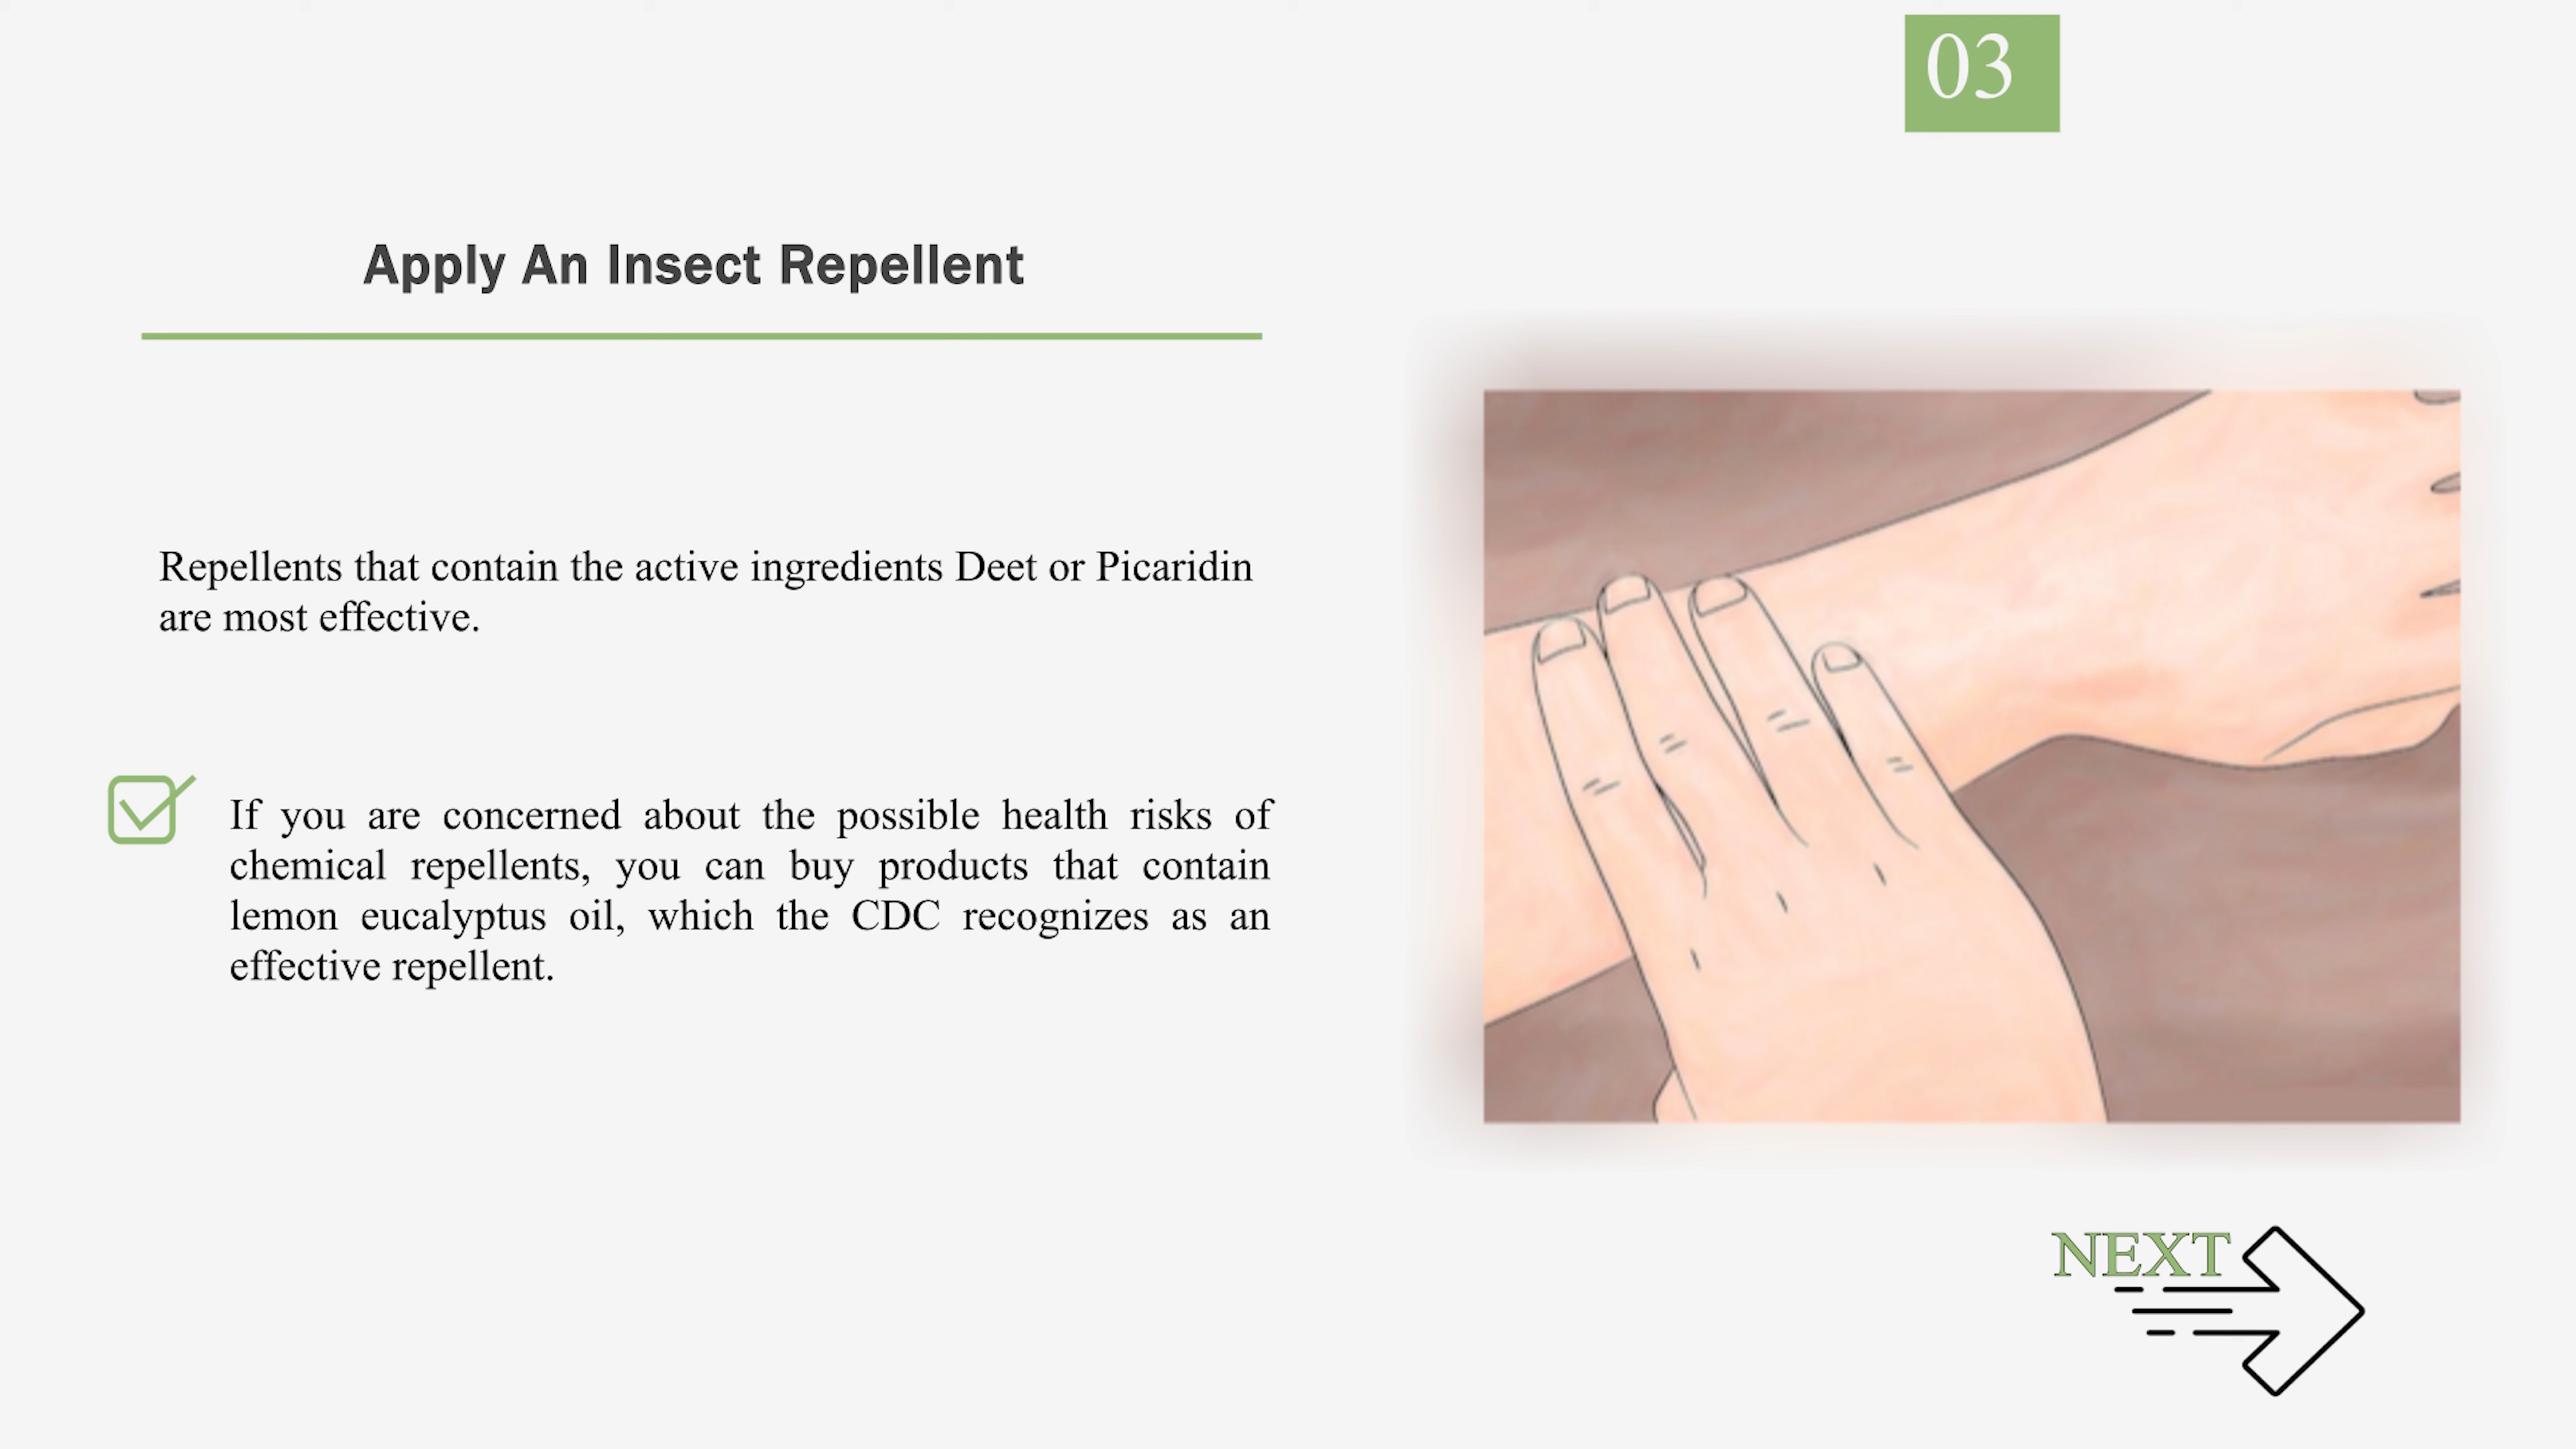 03
Apply An Insect Repellent
Repellents that contain the active ingredients Deet or Picaridin
are most effective.
If you are concerned about the possible health risks of
chemical repellents, you can buy products that contain
lemon eucalyptus oil, which the CDC recognizes as an
effective repellent.
NEXT